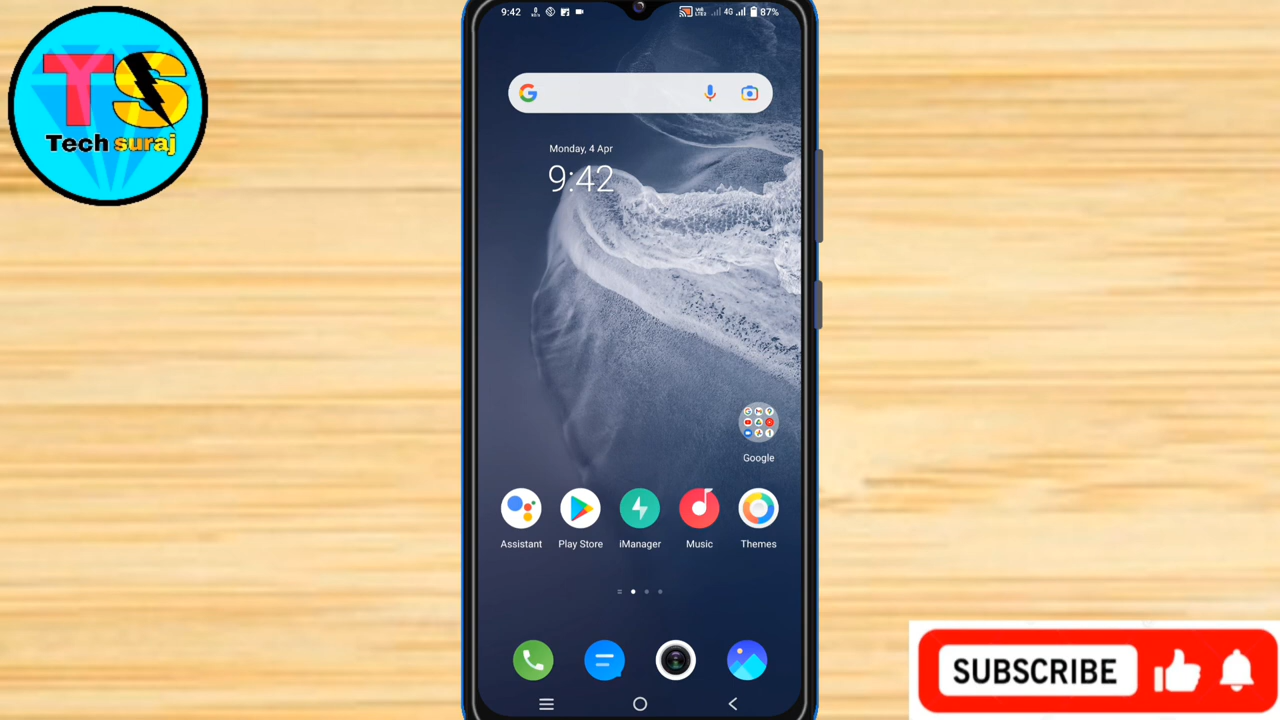 TS
Tech suraj
9:42
4G
87%
Monday, 4 Apr
9:42
Google
Assistant
Play Store
iManager
Music
Themes
SUBSCRIBE